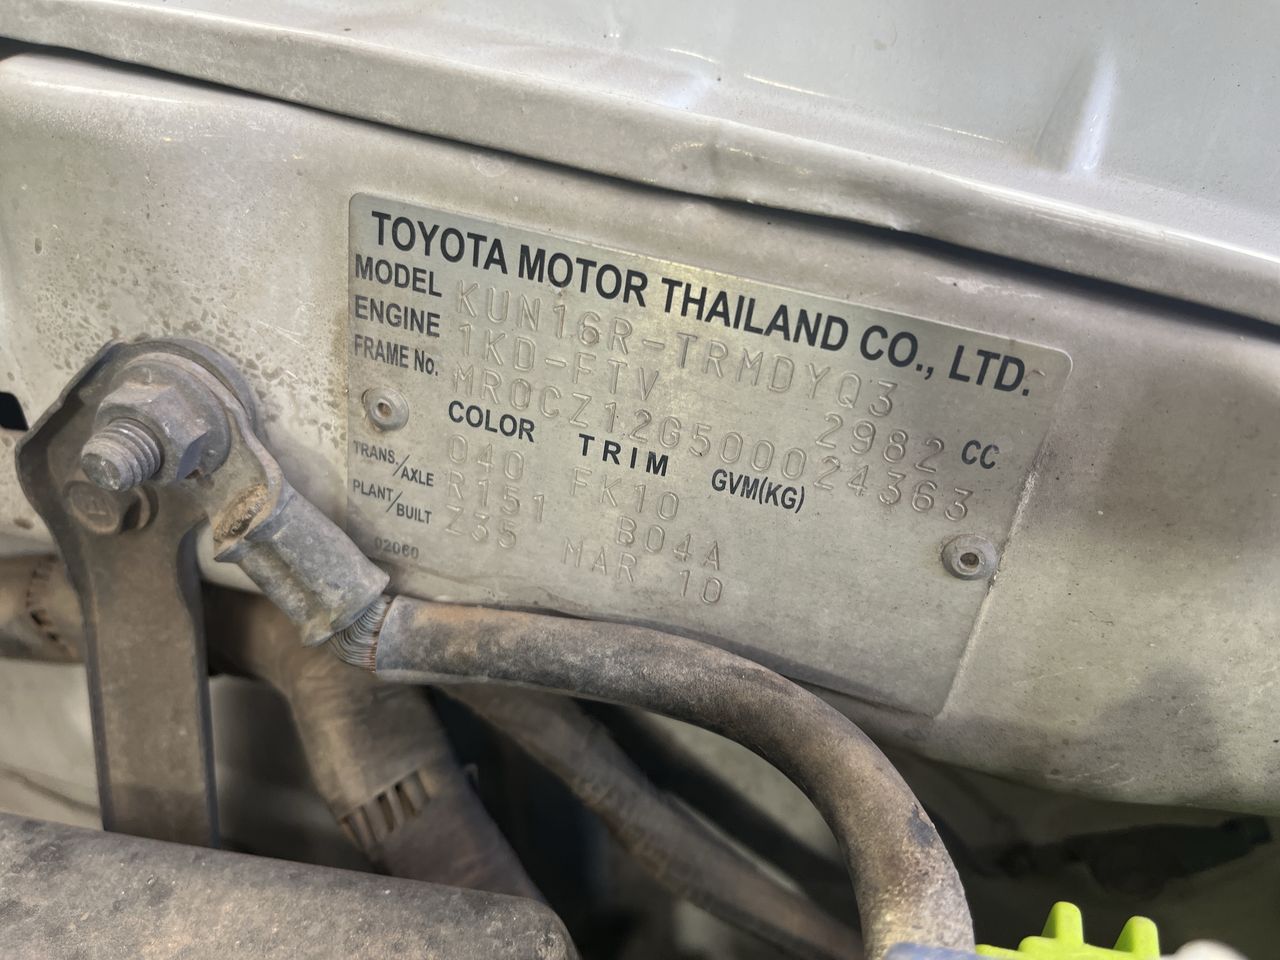 TOYOTA MOTOR THAILAND CO., LTD.
MODEL KUN16R-TRMDYQ3
ENGINE 1KD-FTV 2982 CC
FRAME No. MR0CZ12G500024363
COLOR TRIM GVM(KG)
040 FK10
TRANS/AXLE R151 B04A
PLANT/BUILT Z35 MAR 10
02060